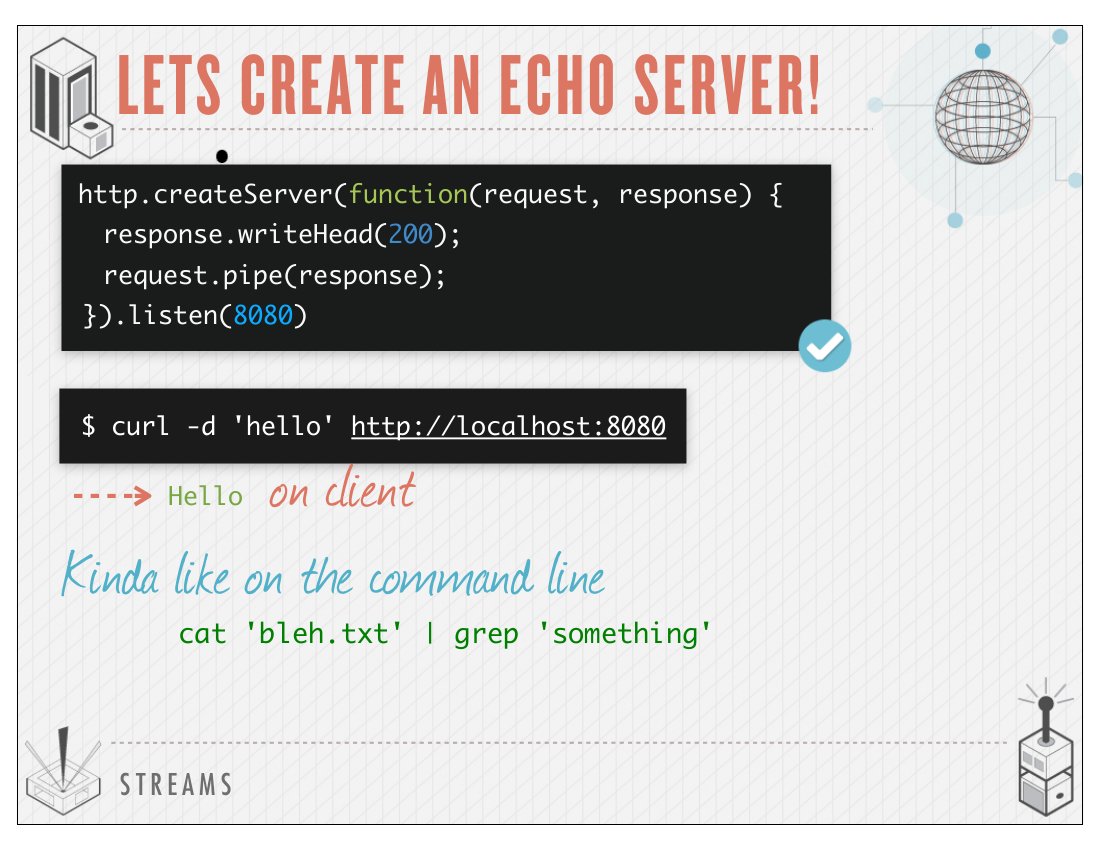 LETS CREATE AN ECHO SERVER!
http.createServer(function(request, response) {
response.writeHead(200);
request.pipe(response);
}).listen(8080)
$ curl -d 'hello' http://localhost:8080
Hello on client
Kinda like on the command line
cat 'bleh.txt' | grep 'something'
STREAMS